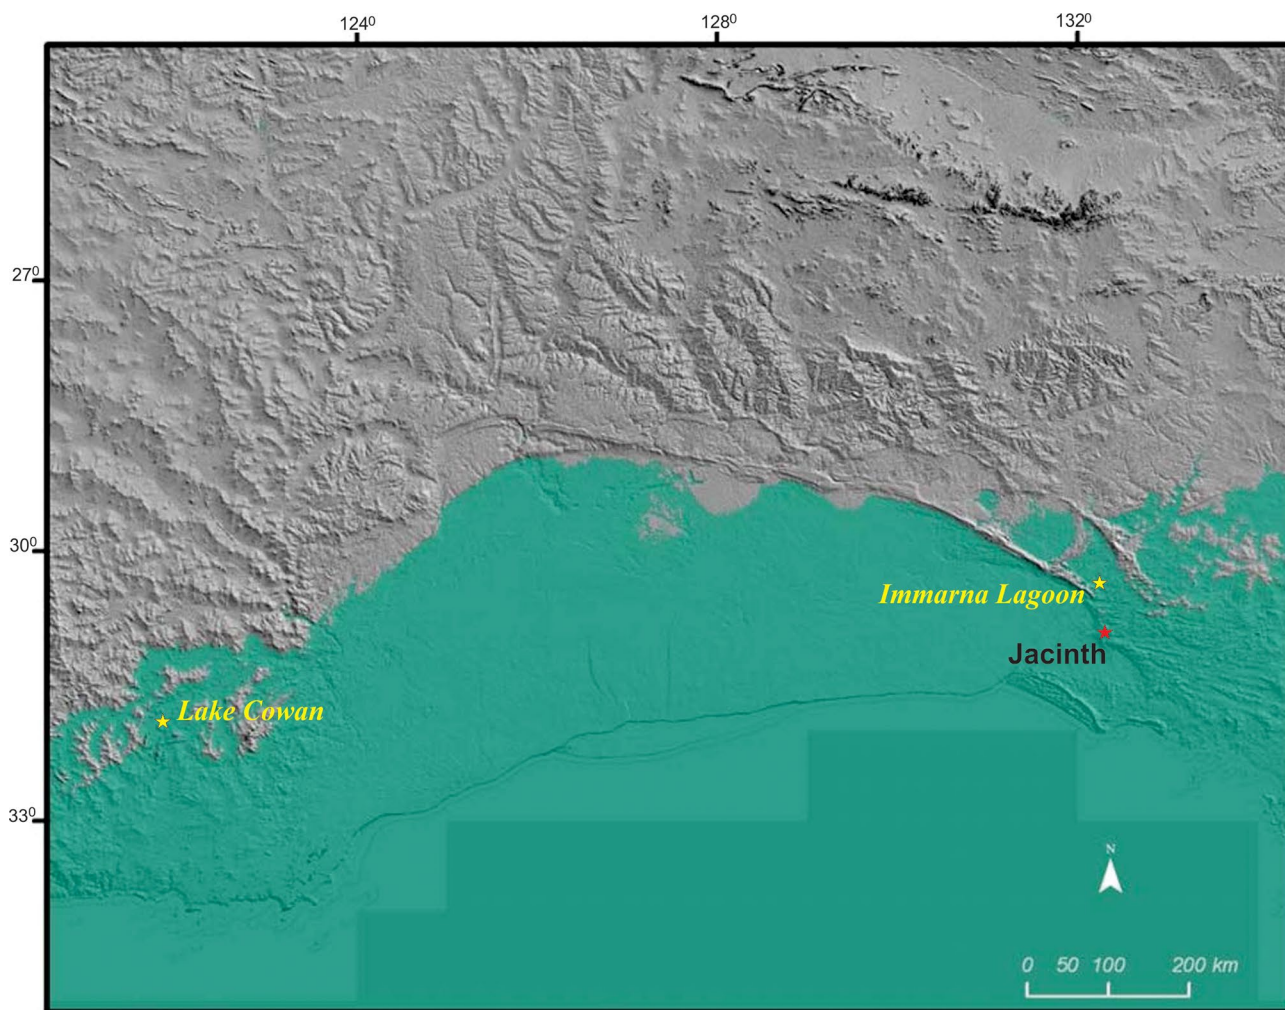 124⁰ 128⁰ 132⁰
27⁰
30⁰
Immarna Lagoon
Jacinth
Lake Cowan
33⁰
N
0 50 100 200 km